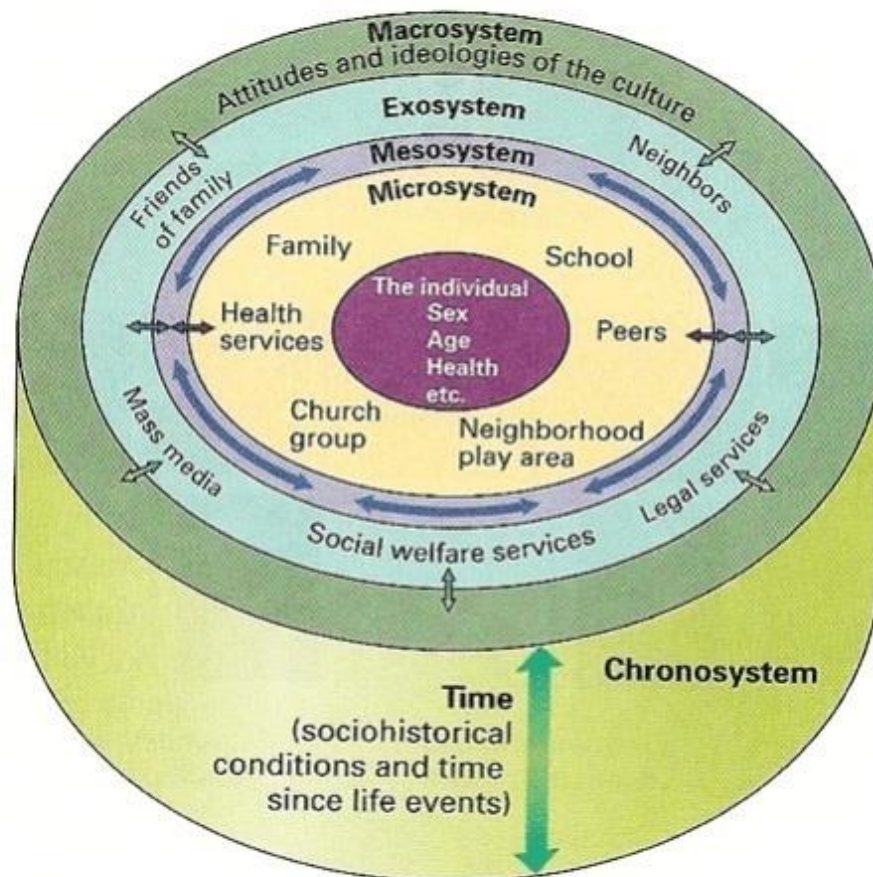 Macrosystem
Attitudes and ideologies of the culture
Exosystem
Mesosystem
Microsystem
Friends
of family
Neighbors
Family
School
The individual
Sex
Age
Health
etc.
Health
services
Peers
Church
group
Neighborhood
play area
Mass media
Legal services
Social welfare services
Chronosystem
Time
(sociohistorical
conditions and time
since life events)